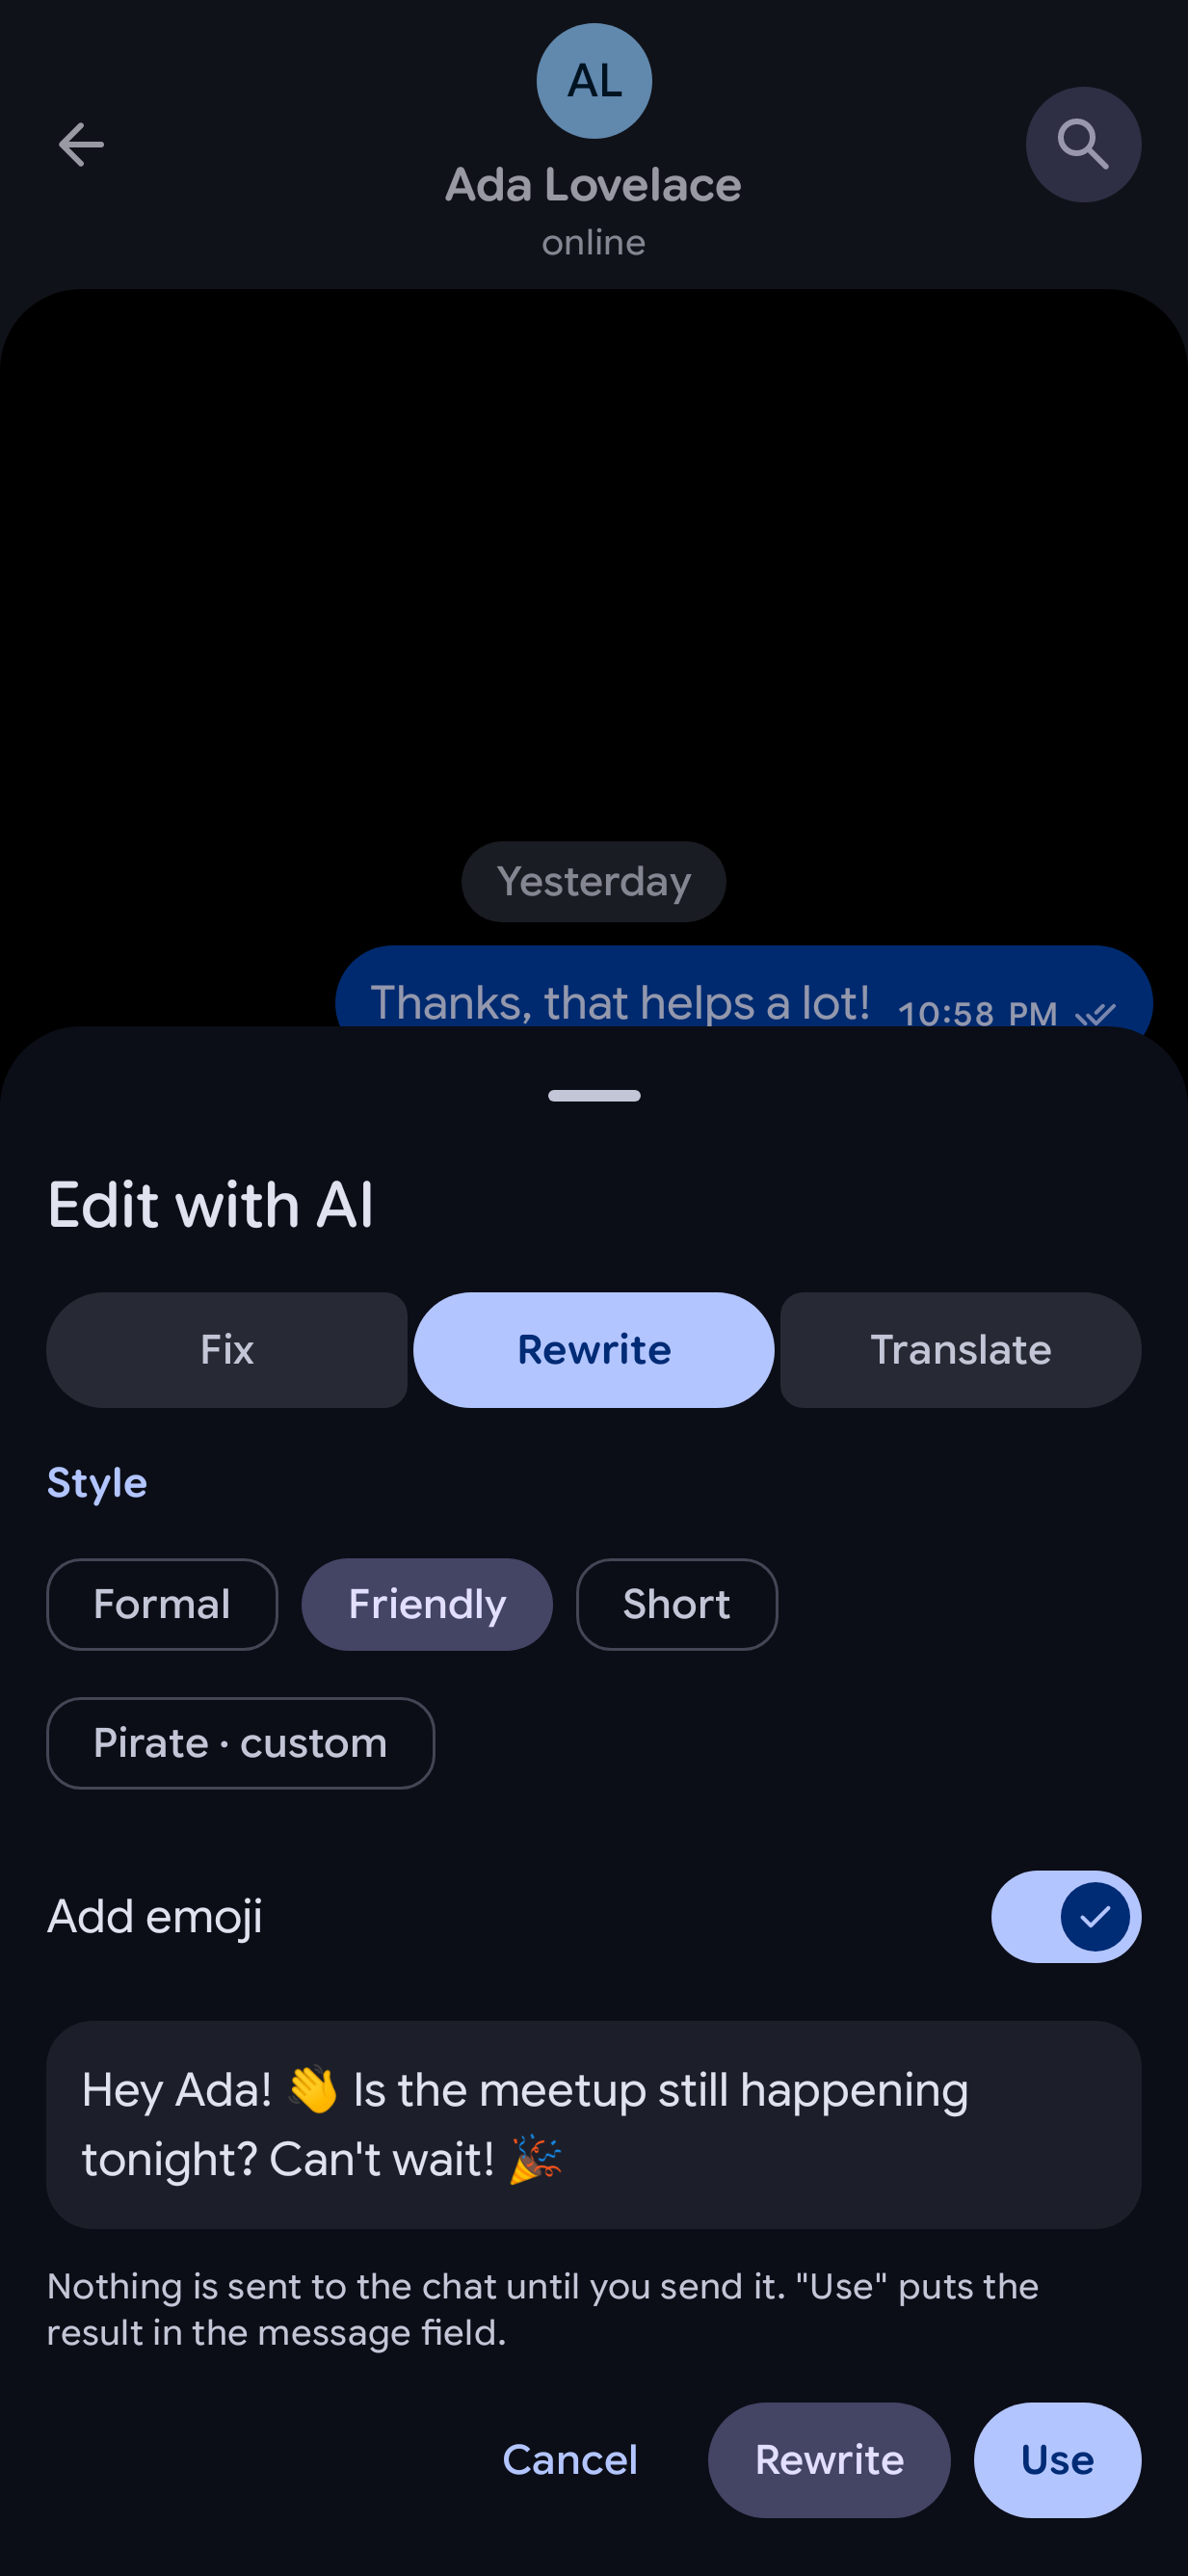 AL
Ada Lovelace
online
Yesterday
Thanks, that helps a lot! 10:58 PM
Edit with AI
Fix Rewrite Translate
Style
Formal Friendly Short
Pirate · custom
Add emoji
Hey Ada! 👋 Is the meetup still happening
tonight? Can't wait! 🎉
Nothing is sent to the chat until you send it. "Use" puts the
result in the message field.
Cancel Rewrite Use